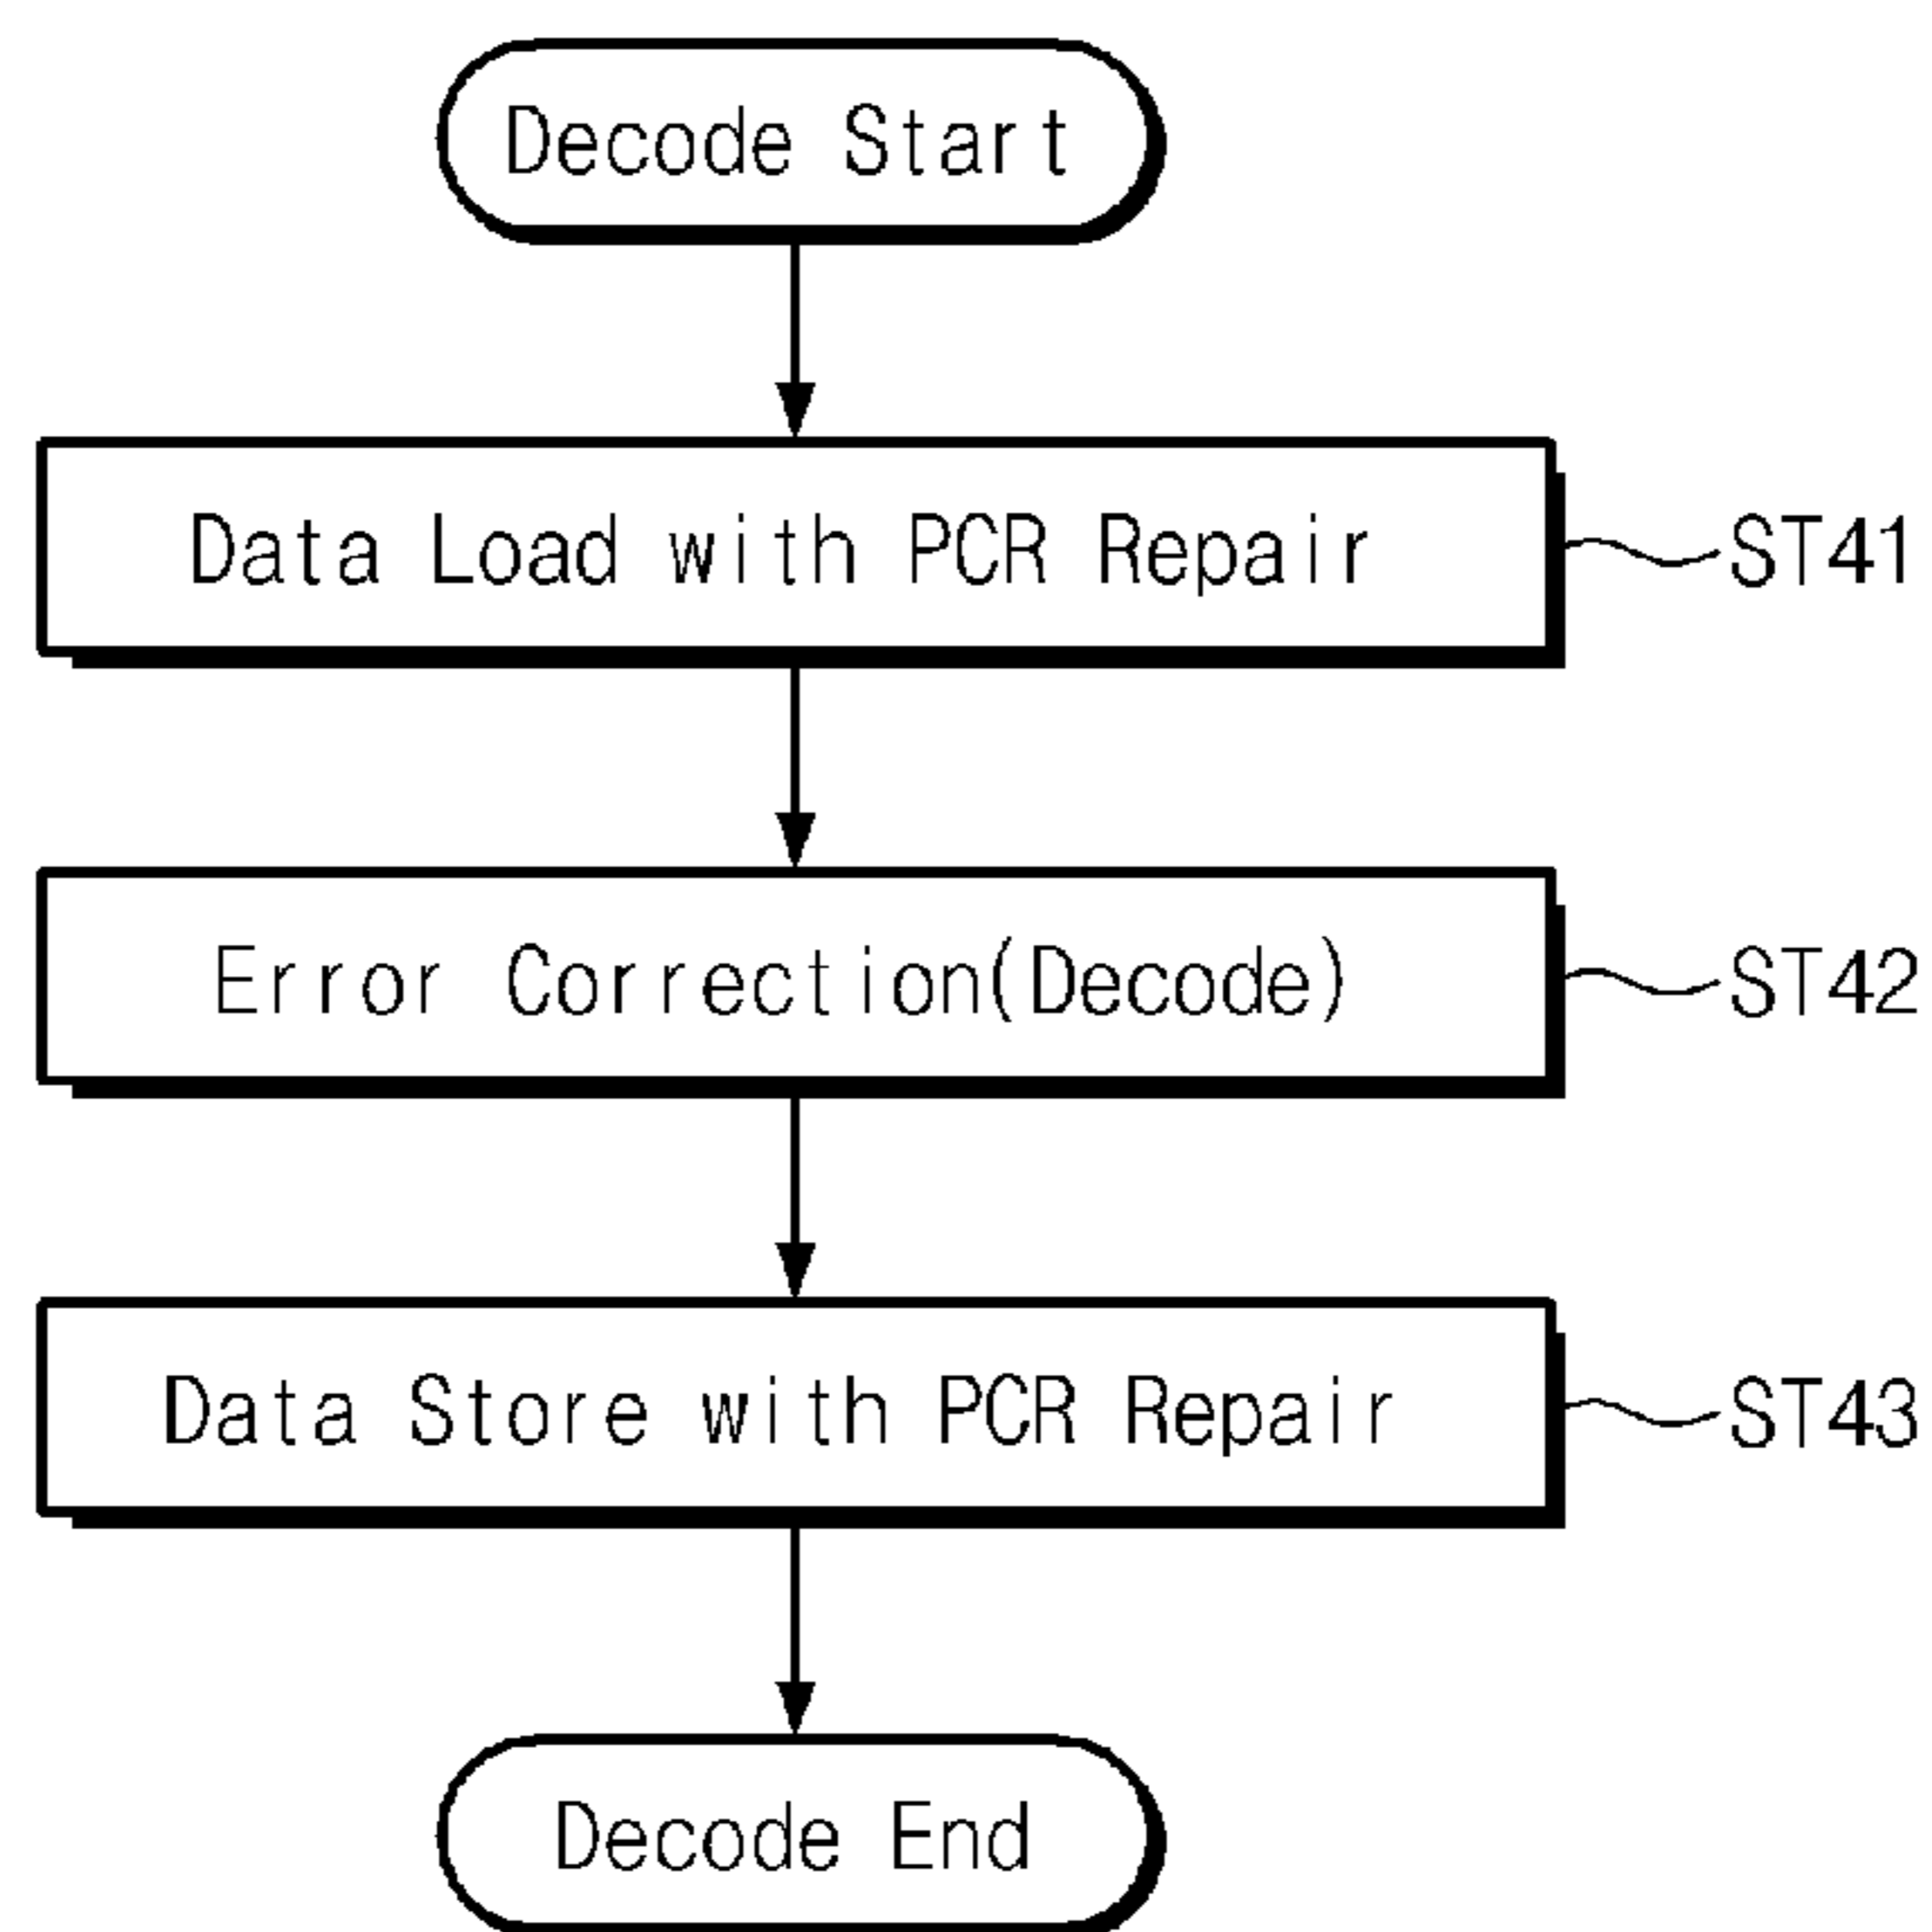 Decode Start
Data Load with PCR Repair
ST41
Error Correction(Decode)
ST42
Data Store with PCR Repair
ST43
Decode End